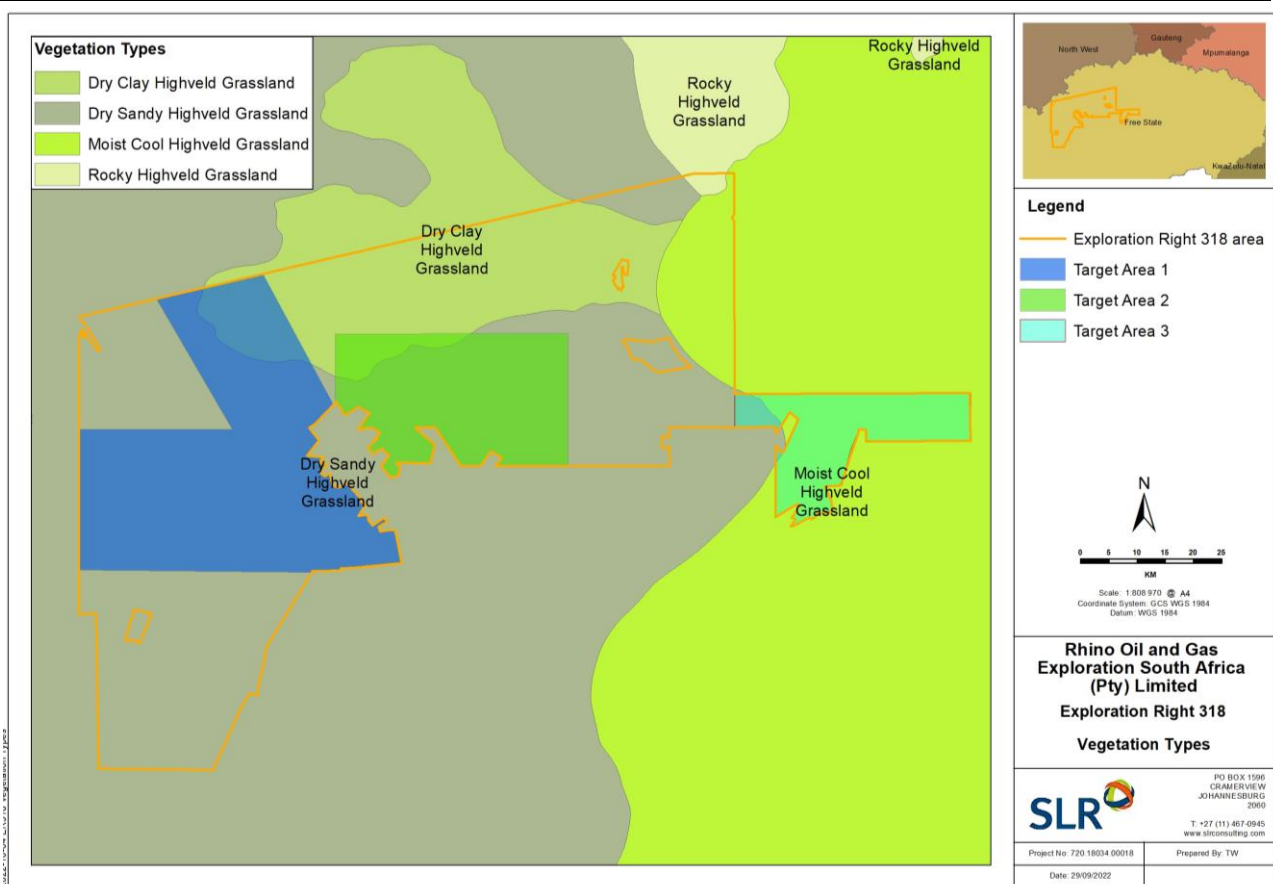 Vegetation Types
Dry Clay Highveld Grassland
Dry Sandy Highveld Grassland
Moist Cool Highveld Grassland
Rocky Highveld Grassland
Rocky
Highveld
Grassland
Rocky Highveld
Grassland
Dry Clay
Highveld
Grassland
Dry Sandy
Highveld
Grassland
Moist Cool
Highveld
Grassland
North West
Gauteng
Mpumalanga
Free State
KwaZulu-Natal
Legend
Exploration Right 318 area
Target Area 1
Target Area 2
Target Area 3
N
0 5 10 15 20 25
KM
Scale: 1:808 970 @ A4
Coordinate System: GCS WGS 1984
Datum: WGS 1984
Rhino Oil and Gas
Exploration South Africa
(Pty) Limited
Exploration Right 318
Vegetation Types
SLR
PO BOX 1596
CRAMERVIEW
JOHANNESBURG
2060
T: +27 (11) 467-0945
www.slrconsulting.com
Project No: 720.18034.00018
Prepared By: TW
Date: 29/09/2022